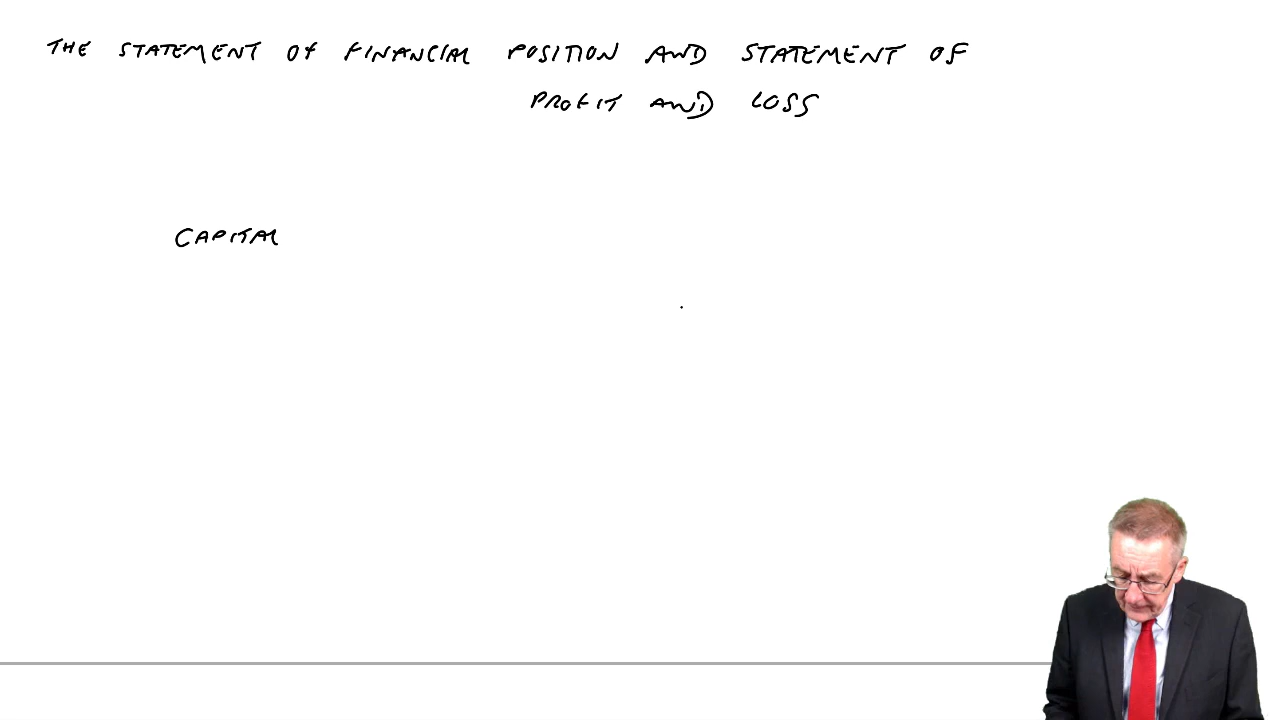 THE STATEMENT OF FINANCIAL POSITION AND STATEMENT OF
PROFIT AND LOSS
CAPITAL